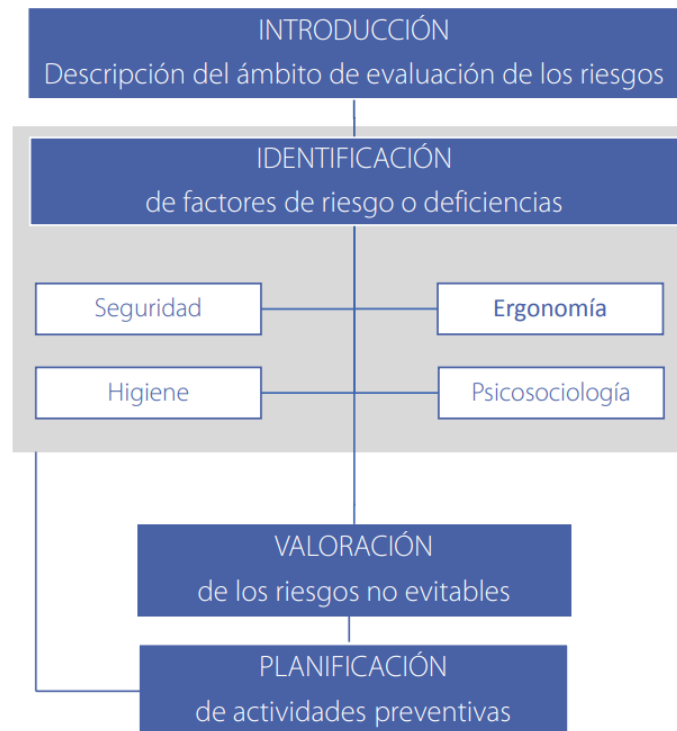 INTRODUCCIÓN
Descripción del ámbito de evaluación de los riesgos
IDENTIFICACIÓN
de factores de riesgo o deficiencias
Seguridad
Ergonomía
Higiene
Psicosociología
VALORACIÓN
de los riesgos no evitables
PLANIFICACIÓN
de actividades preventivas